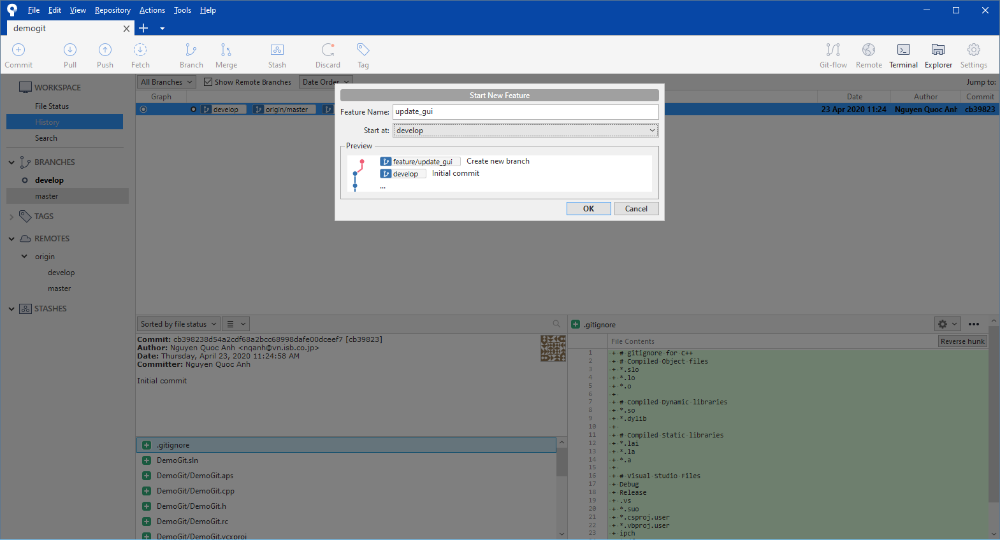 File Edit View Repository Actions Tools Help
demogit
Commit Pull Push Fetch Branch Merge Stash Discard Tag Git-flow Remote Terminal Explorer Settings
WORKSPACE
File Status
History
Search
BRANCHES
develop
master
TAGS
REMOTES
origin
develop
master
STASHES
All Branches Show Remote Branches Date Order Jump to:
Graph Date Author Commit
develop origin/master 23 Apr 2020 11:24 Nguyen Quoc Anh cb39823
Start New Feature
Feature Name: update_gui
Start at: develop
Preview
feature/update_gui Create new branch
develop Initial commit
...
OK Cancel
Sorted by file status
Commit: cb398238d54a2cdf68a2bcc68998dafe00dceef7 [cb39823]
Author: Nguyen Quoc Anh <nqanh@vn.isb.co.jp>
Date: Thursday, April 23, 2020 11:24:58 AM
Committer: Nguyen Quoc Anh
Initial commit
.gitignore
DemoGit.sln
DemoGit/DemoGit.aps
DemoGit/DemoGit.cpp
DemoGit/DemoGit.h
DemoGit/DemoGit.rc
DemoGit/DemoGit.vcxproj
.gitignore
File Contents Reverse hunk
1 + # gitignore for C++
2 + # Compiled Object files
3 + *.slo
4 + *.lo
5 + *.o
6 +
7 + # Compiled Dynamic libraries
8 + *.so
9 + *.dylib
10 +
11 + # Compiled Static libraries
12 + *.lai
13 + *.la
14 + *.a
15 +
16 + # Visual Studio Files
17 + Debug
18 + Release
19 + .vs
20 + *.suo
21 + *.csproj.user
22 + *.vbproj.user
23 + ipch